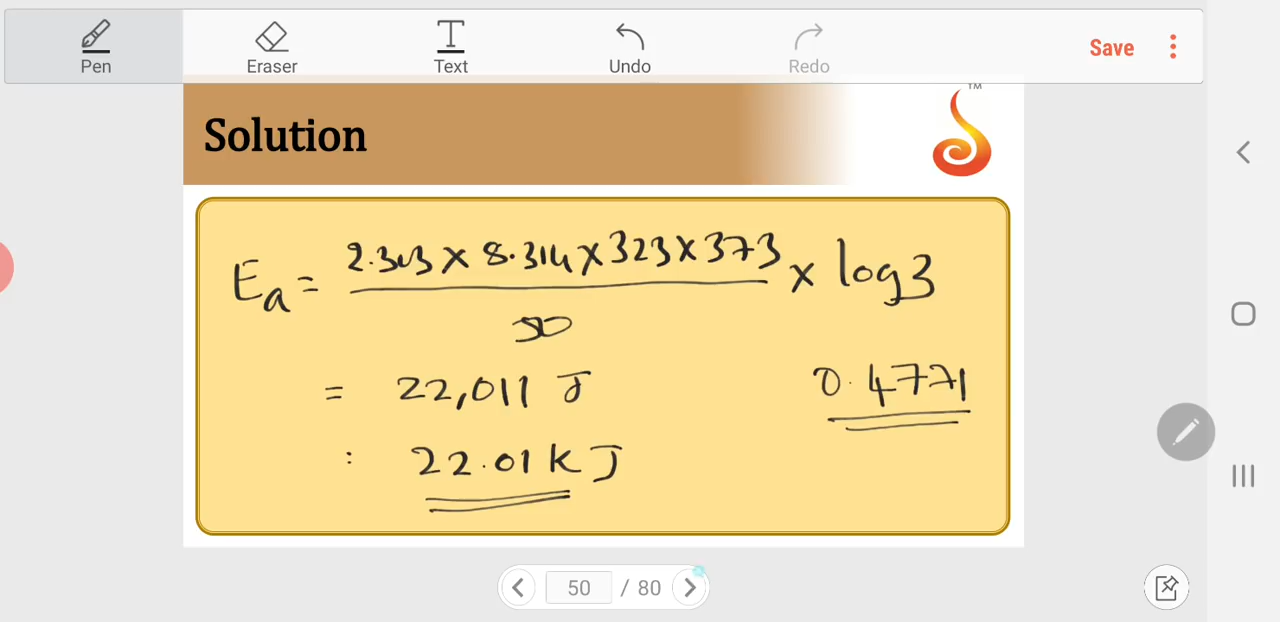 Pen
Eraser
Text
Undo
Redo
Save
TM
Solution
Ea = 2.303 × 8.314 × 323 × 373 / 50 × log3
= 22,011 J
0.4771
: 22.01 kJ
50 / 80